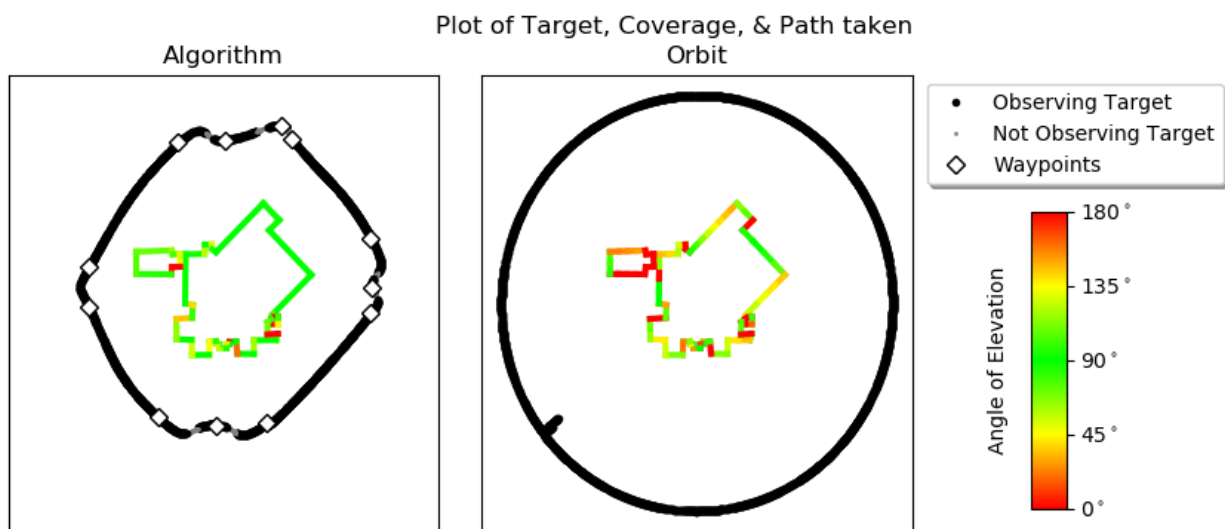 Plot of Target, Coverage, & Path taken
Algorithm
Orbit
Observing Target
Not Observing Target
Waypoints
180°
135°
90°
45°
0°
Angle of Elevation